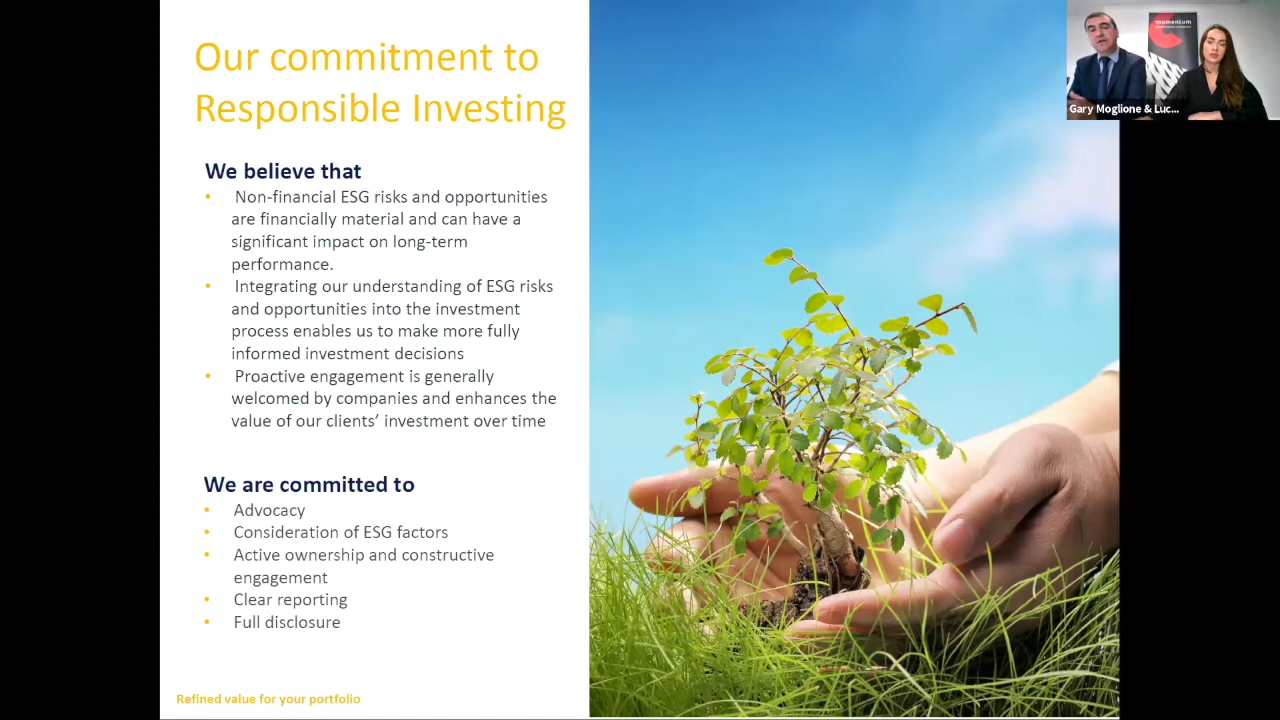 Our commitment to
Responsible Investing
We believe that
• Non-financial ESG risks and opportunities
are financially material and can have a
significant impact on long-term
performance.
• Integrating our understanding of ESG risks
and opportunities into the investment
process enables us to make more fully
informed investment decisions
• Proactive engagement is generally
welcomed by companies and enhances the
value of our clients’ investment over time
We are committed to
• Advocacy
• Consideration of ESG factors
• Active ownership and constructive
engagement
• Clear reporting
• Full disclosure
Refined value for your portfolio
momentum
Gary Moglione & Luc...